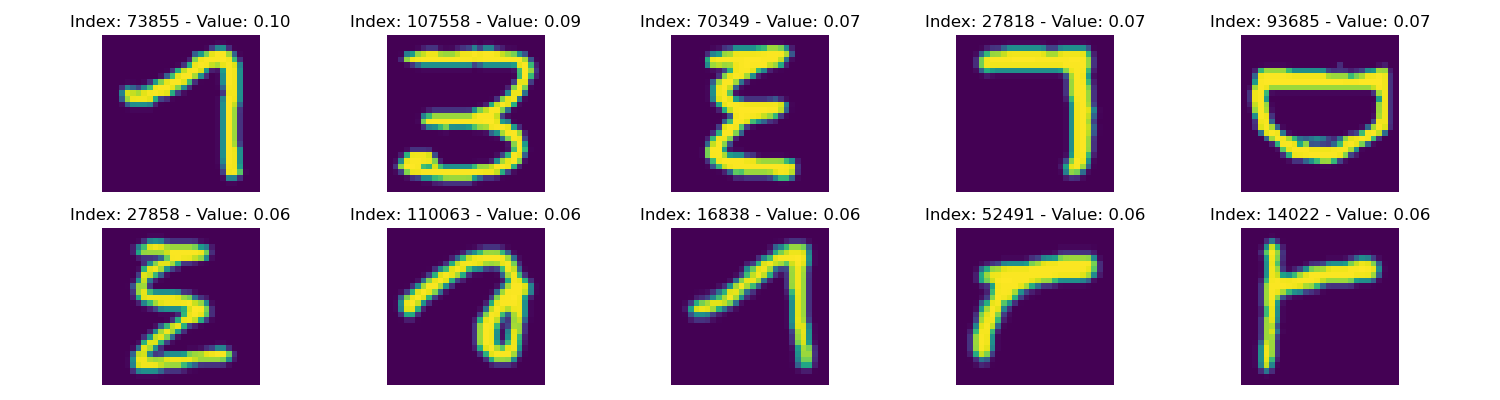 Index: 73855 - Value: 0.10 Index: 107558 - Value: 0.09 Index: 70349 - Value: 0.07 Index: 27818 - Value: 0.07 Index: 93685 - Value: 0.07
Index: 27858 - Value: 0.06 Index: 110063 - Value: 0.06 Index: 16838 - Value: 0.06 Index: 52491 - Value: 0.06 Index: 14022 - Value: 0.06